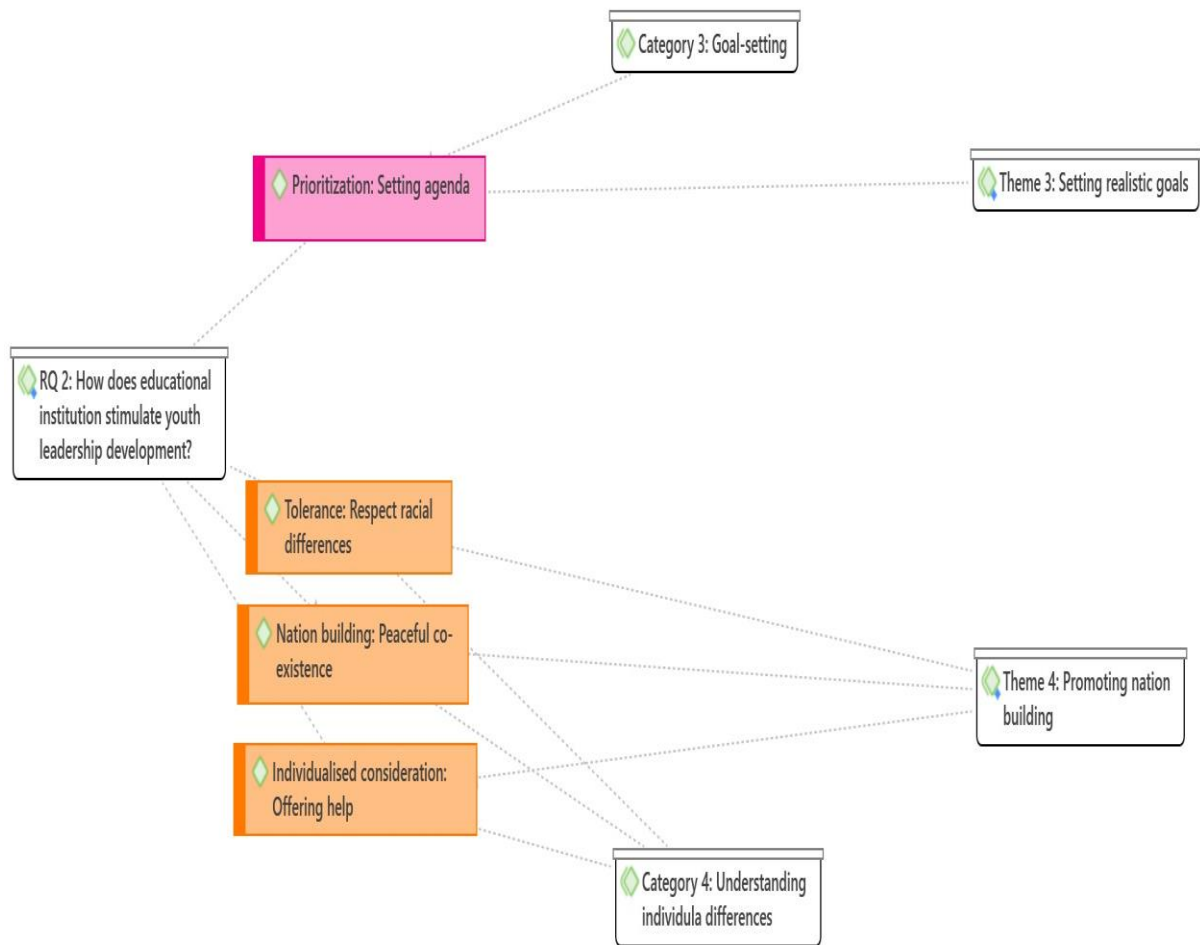 Category 3: Goal-setting
Prioritization: Setting agenda
Theme 3: Setting realistic goals
RQ 2: How does educational
institution stimulate youth
leadership development?
Tolerance: Respect racial
differences
Nation building: Peaceful co-
existence
Theme 4: Promoting nation
building
Individualised consideration:
Offering help
Category 4: Understanding
individula differences